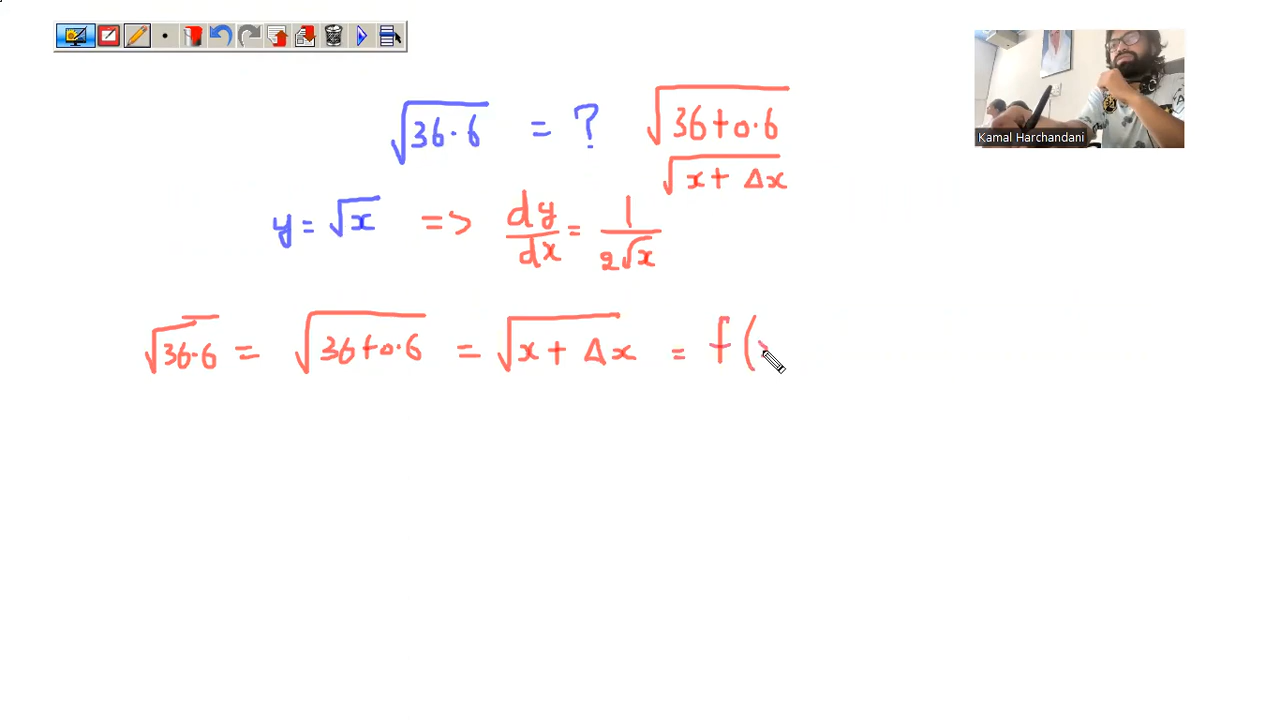 √36.6 = ? √36+0.6
√x + Δx
Kamal Harchandani
y = √x => dy/dx = 1/2√x
√36.6 = √36+0.6 = √x + Δx = f(